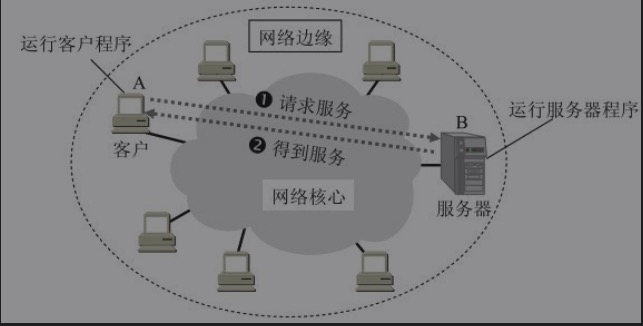 运行客户程序
网络边缘
A
❶ 请求服务
B
运行服务器程序
客户
❷ 得到服务
网络核心
服务器